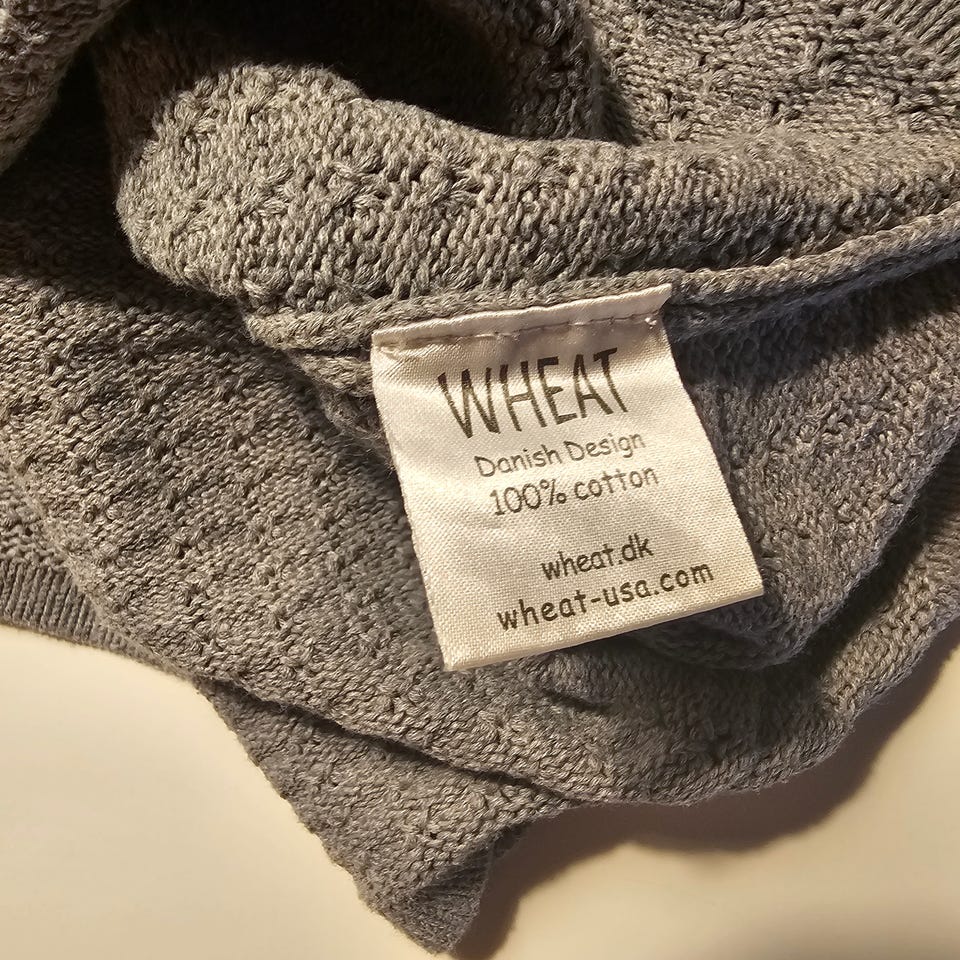 WHEAT
Danish Design
100% cotton
wheat.dk
wheat-usa.com